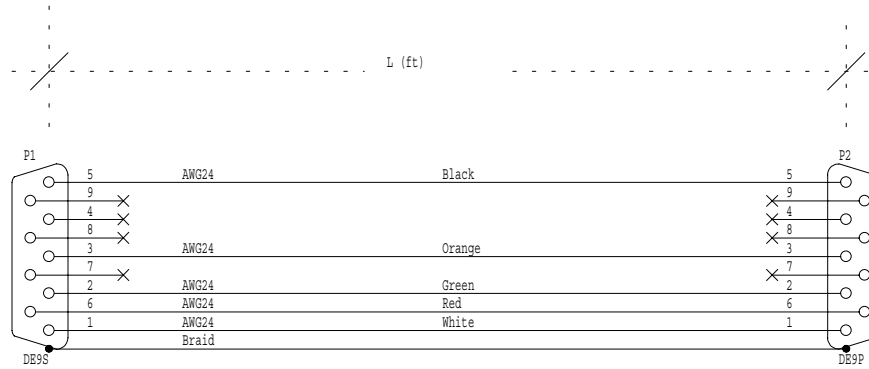 L (ft)
P1 P2
5 AWG24 Black 5
9 9
4 4
8 8
3 AWG24 Orange 3
7 7
2 AWG24 Green 2
6 AWG24 Red 6
1 AWG24 White 1
Braid
DE9S DE9P